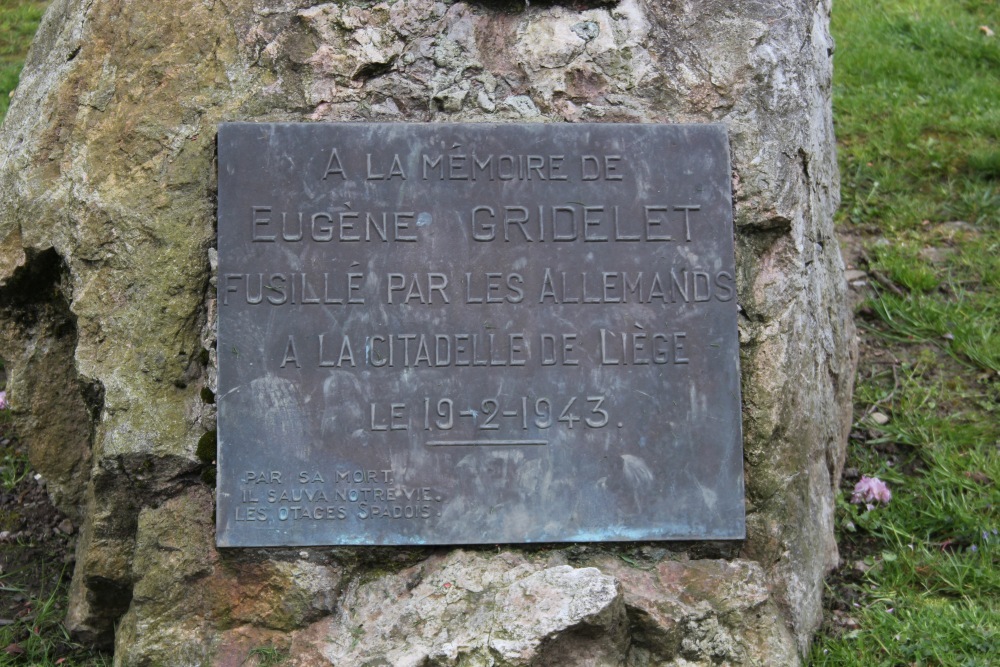 A LA MÉMOIRE DE
EUGÈNE GRIDELET
FUSILLÉ PAR LES ALLEMANDS
A LA CITADELLE DE LIÈGE
LE 19-2-1943.
PAR SA MORT,
IL SAUVA NOTRE VIE.
LES OTAGES SPADOIS.